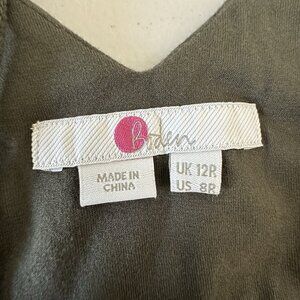 Boden
MADE IN
CHINA
UK 12R
US 8R